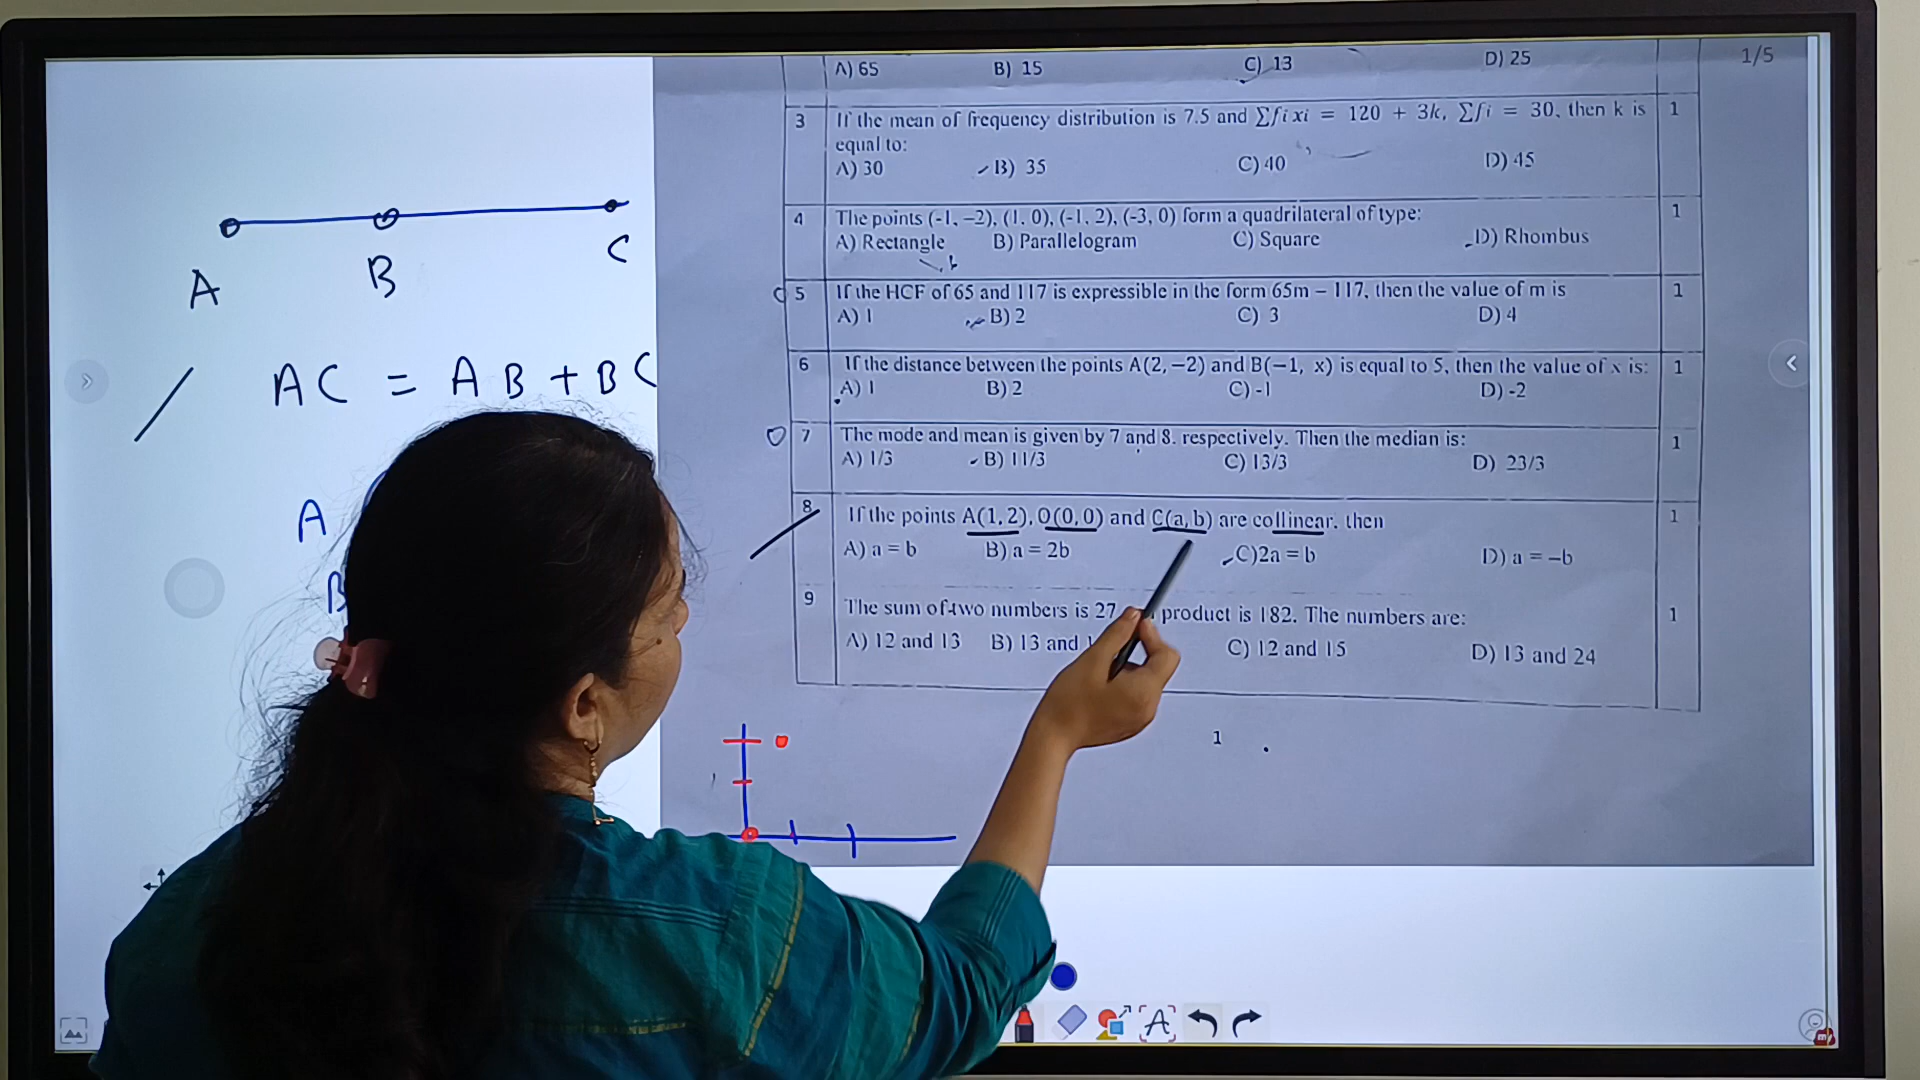 A) 65 B) 15 C) 13 D) 25
1/5
3 If the mean of frequency distribution is 7.5 and ∑fixi = 120 + 3k, ∑fi = 30, then k is 1
equal to:
A) 30 B) 35 C) 40 D) 45
4 The points (-1, −2), (1, 0), (-1, 2), (-3, 0) form a quadrilateral of type: 1
A) Rectangle B) Parallelogram C) Square D) Rhombus
5 If the HCF of 65 and 117 is expressible in the form 65m − 117, then the value of m is 1
A) 1 B) 2 C) 3 D) 4
6 If the distance between the points A(2, −2) and B(−1, x) is equal to 5, then the value of x is: 1
A) 1 B) 2 C) -1 D) -2
7 The mode and mean is given by 7 and 8. respectively. Then the median is: 1
A) 1/3 B) 11/3 C) 13/3 D) 23/3
8 If the points A(1, 2), O(0, 0) and C(a, b) are collinear, then 1
A) a = b B) a = 2b C)2a = b D) a = −b
9 The sum of two numbers is 27 product is 182. The numbers are: 1
A) 12 and 13 B) 13 and C) 12 and 15 D) 13 and 24
1
A B C
AC = AB + BC
A
B